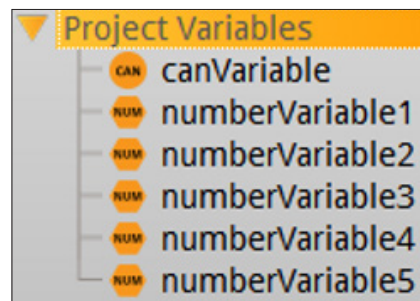 Project Variables
CAN canVariable
NUM numberVariable1
NUM numberVariable2
NUM numberVariable3
NUM numberVariable4
NUM numberVariable5